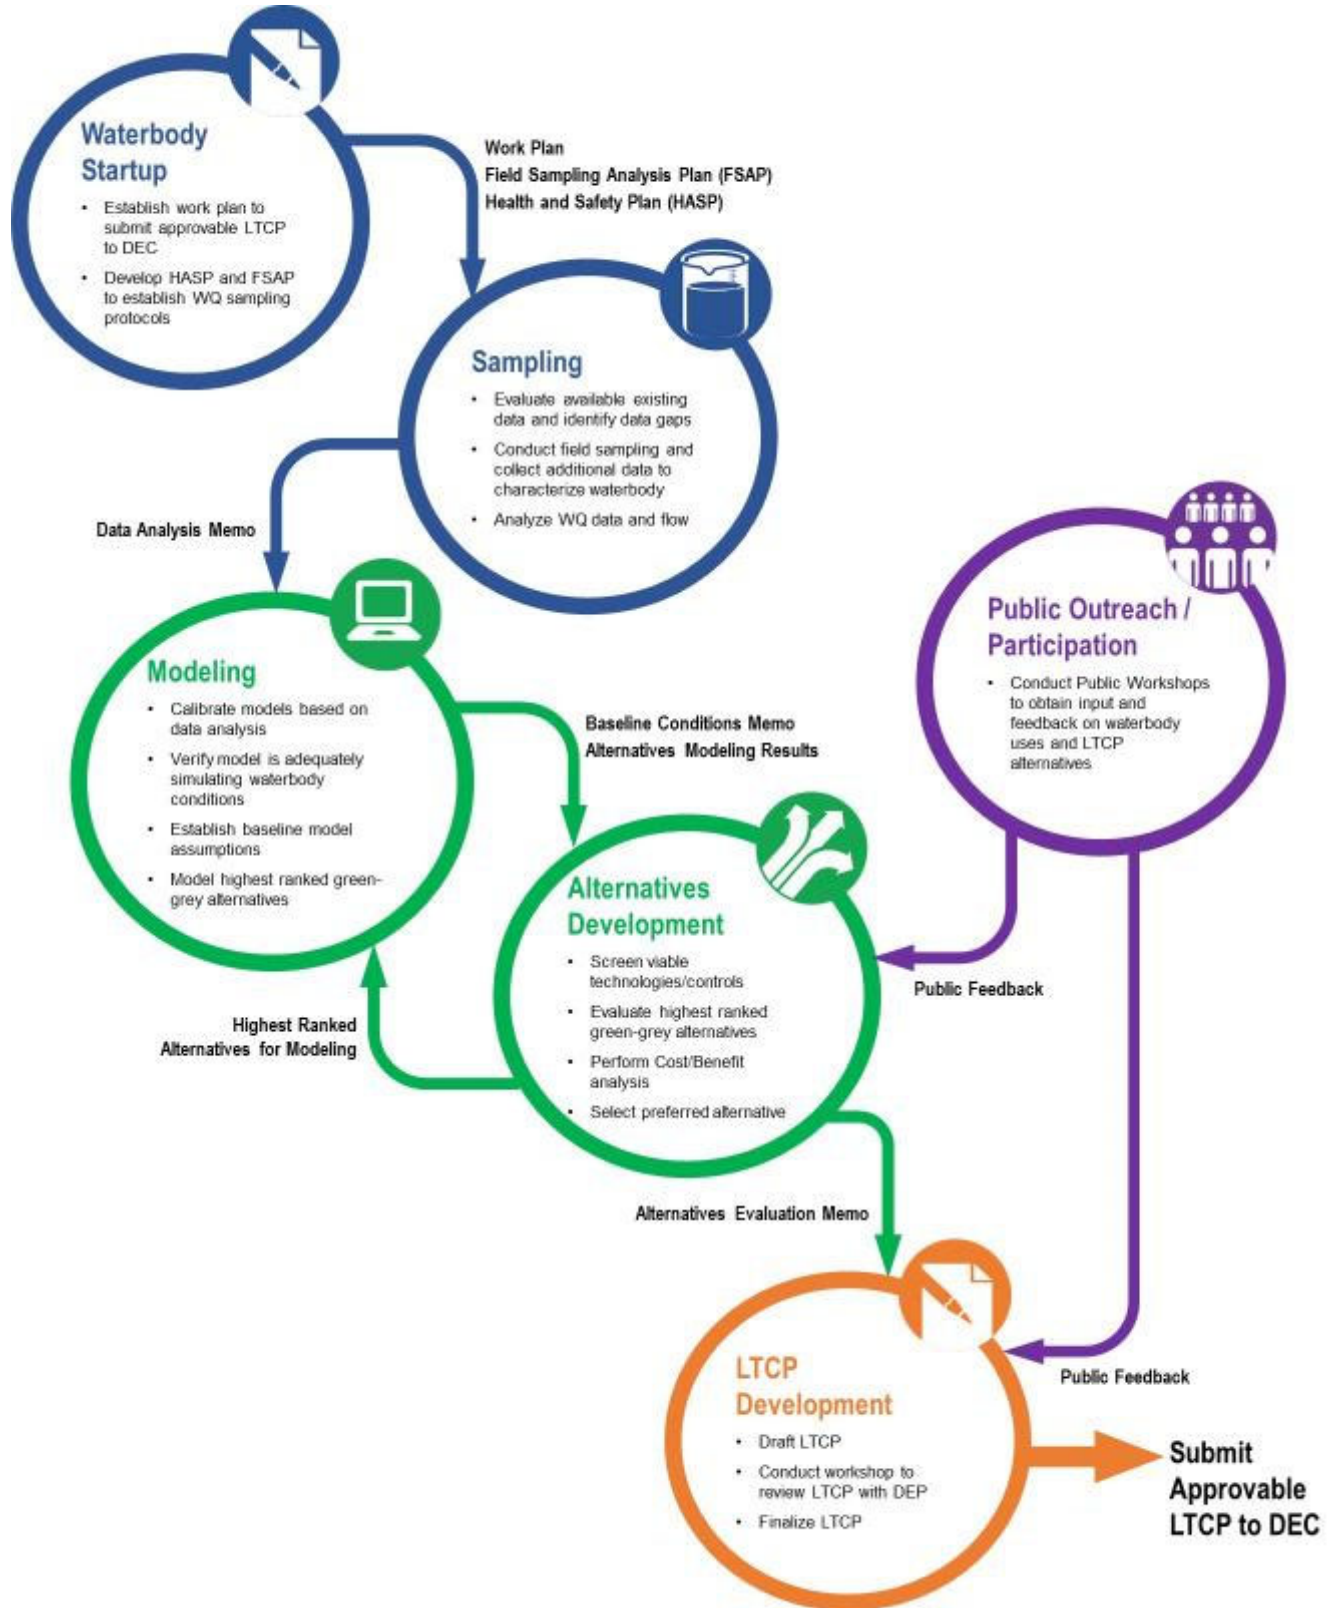 Waterbody
Startup
• Establish work plan to
submit approvable LTCP
to DEC
• Develop HASP and FSAP
to establish WQ sampling
protocols
Work Plan
Field Sampling Analysis Plan (FSAP)
Health and Safety Plan (HASP)
Sampling
• Evaluate available existing
data and identify data gaps
• Conduct field sampling and
collect additional data to
characterize waterbody
• Analyze WQ data and flow
Data Analysis Memo
Modeling
• Calibrate models based on
data analysis
• Verify model is adequately
simulating waterbody
conditions
• Establish baseline model
assumptions
• Model highest ranked green-
grey alternatives
Baseline Conditions Memo
Alternatives Modeling Results
Public Outreach /
Participation
• Conduct Public Workshops
to obtain input and
feedback on waterbody
uses and LTCP
alternatives
Alternatives
Development
• Screen viable
technologies/controls
• Evaluate highest ranked
green-grey alternatives
• Perform Cost/Benefit
analysis
• Select preferred alternative
Public Feedback
Highest Ranked
Alternatives for Modeling
Alternatives Evaluation Memo
LTCP
Development
• Draft LTCP
• Conduct workshop to
review LTCP with DEP
• Finalize LTCP
Public Feedback
Submit
Approvable
LTCP to DEC